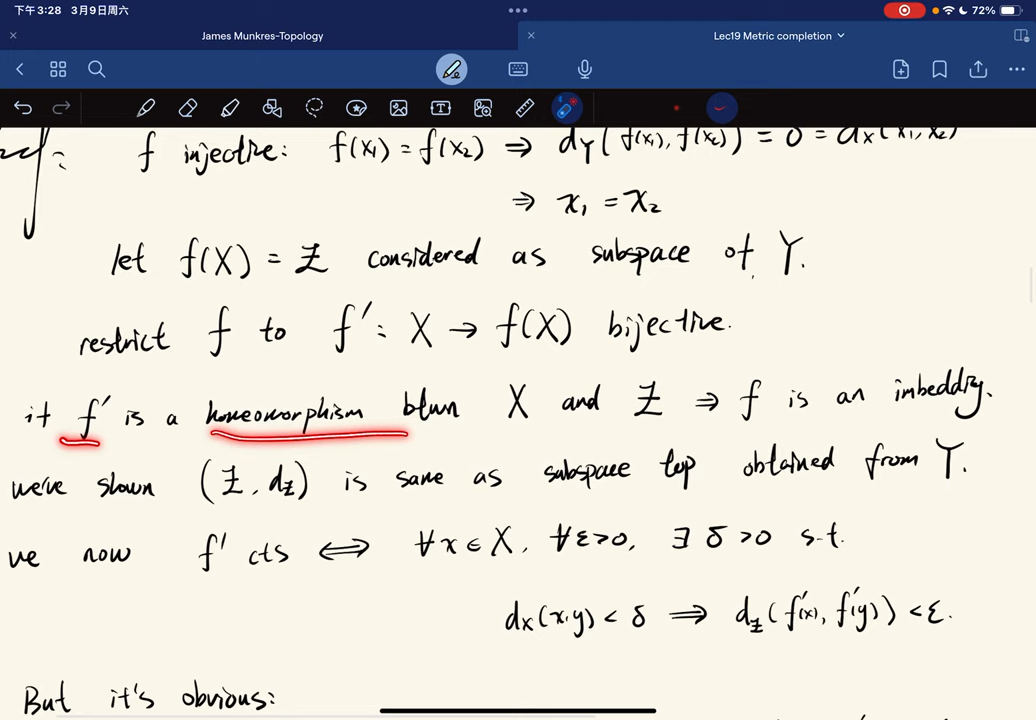 下午3:28 3月9日周六
72%
James Munkres-Topology
Lec19 Metric completion
f injective: f(x₁) = f(x₂) ⇒ d_Y(f(x₁), f(x₂)) = 0 = d_X(x₁, x₂)
⇒ x₁ = x₂
let f(X) = Z considered as subspace of Y.
restrict f to f' : X → f(X) bijective.
if f' is a homeomorphism btwn X and Z ⇒ f is an imbedding.
we've shown (Z, d_Z) is same as subspace top obtained from Y.
we now f' cts ⟺ ∀x ∈ X, ∀ε>0, ∃ δ>0 s.t.
d_X(x,y) < δ ⟹ d_Z(f'(x), f'(y)) < ε.
But it's obvious: